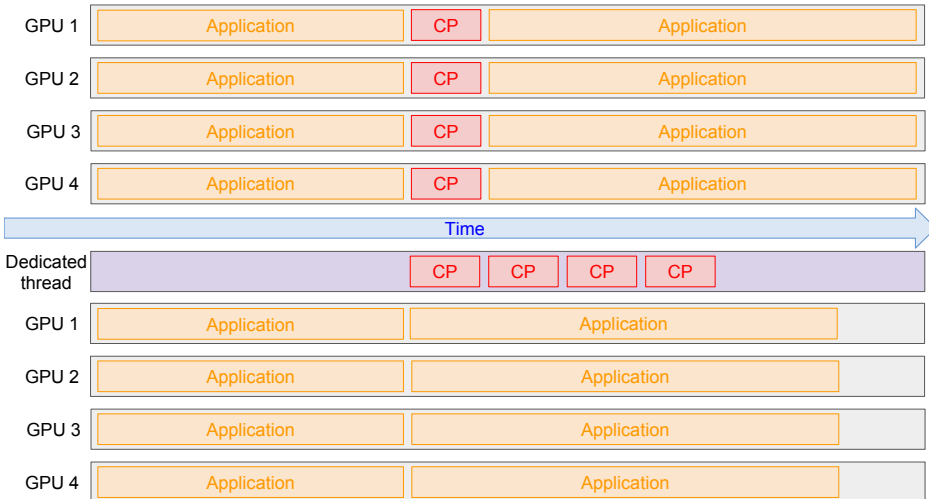 GPU 1 Application CP Application
GPU 2 Application CP Application
GPU 3 Application CP Application
GPU 4 Application CP Application
Time
Dedicated
thread
CP CP CP CP
GPU 1 Application Application
GPU 2 Application Application
GPU 3 Application Application
GPU 4 Application Application